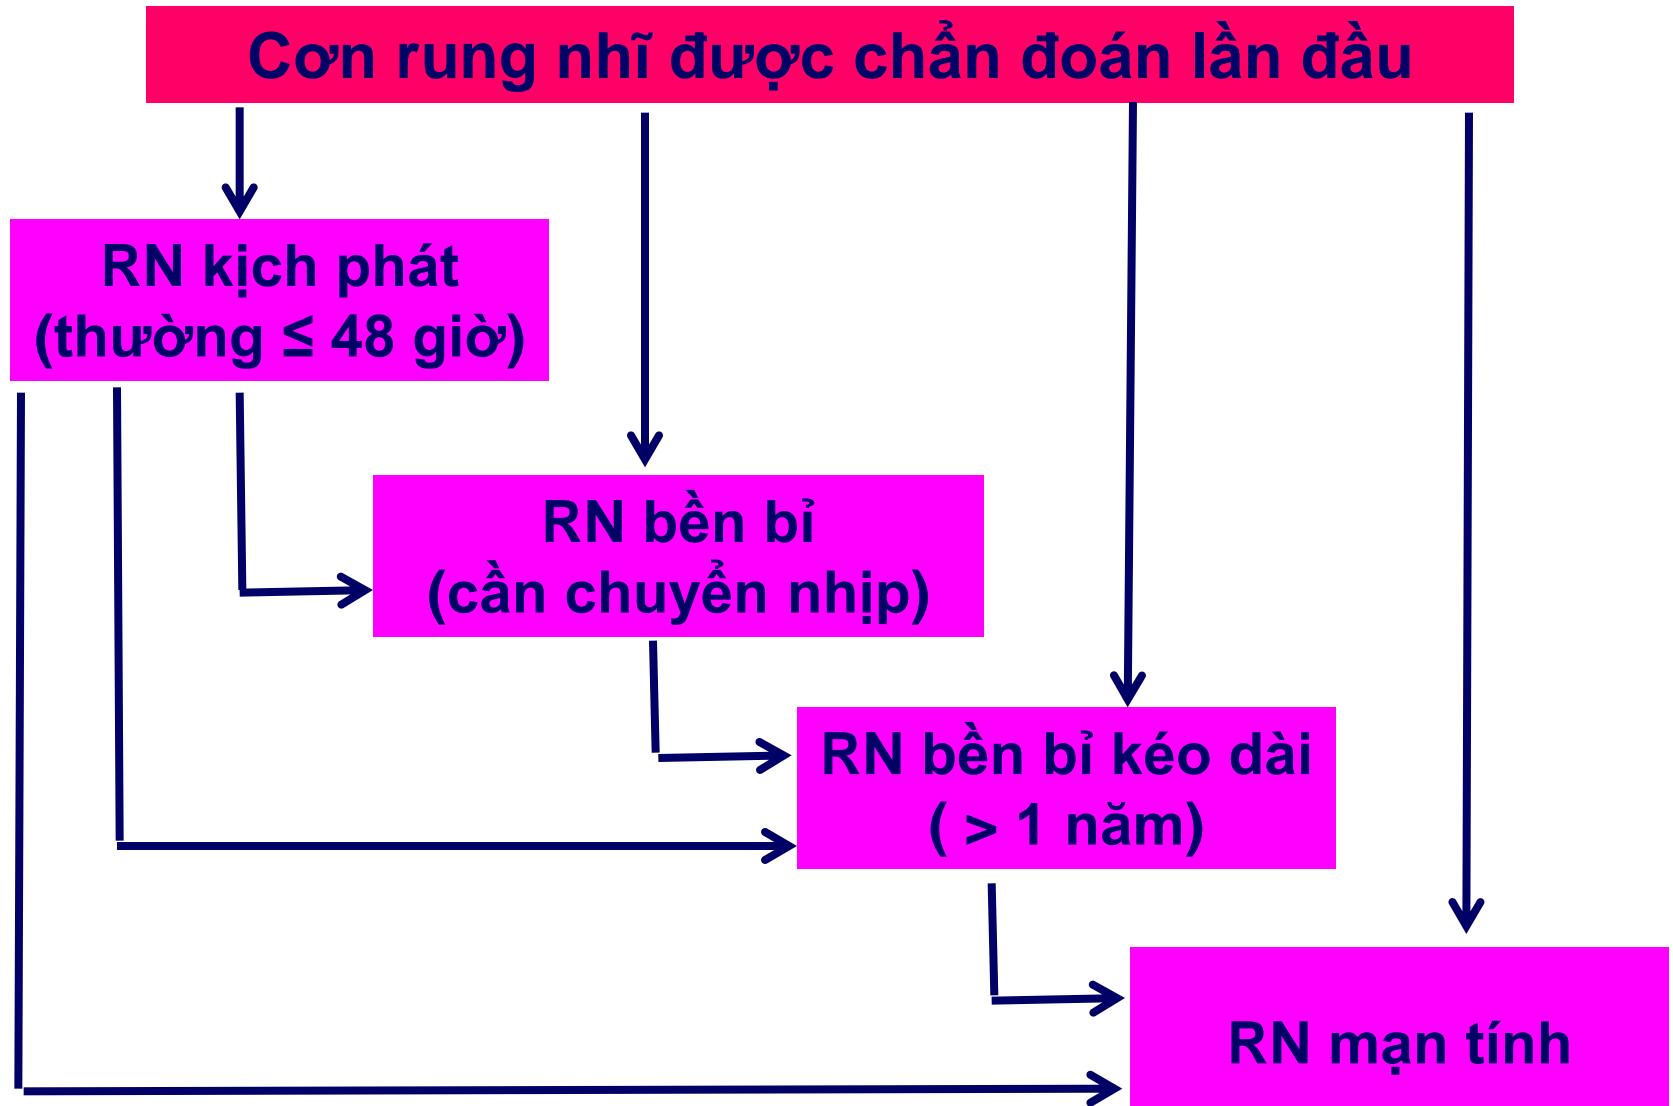 Cơn rung nhĩ được chẩn đoán lần đầu
RN kịch phát
(thường ≤ 48 giờ)
RN bền bỉ
(cần chuyển nhịp)
RN bền bỉ kéo dài
( > 1 năm)
RN mạn tính